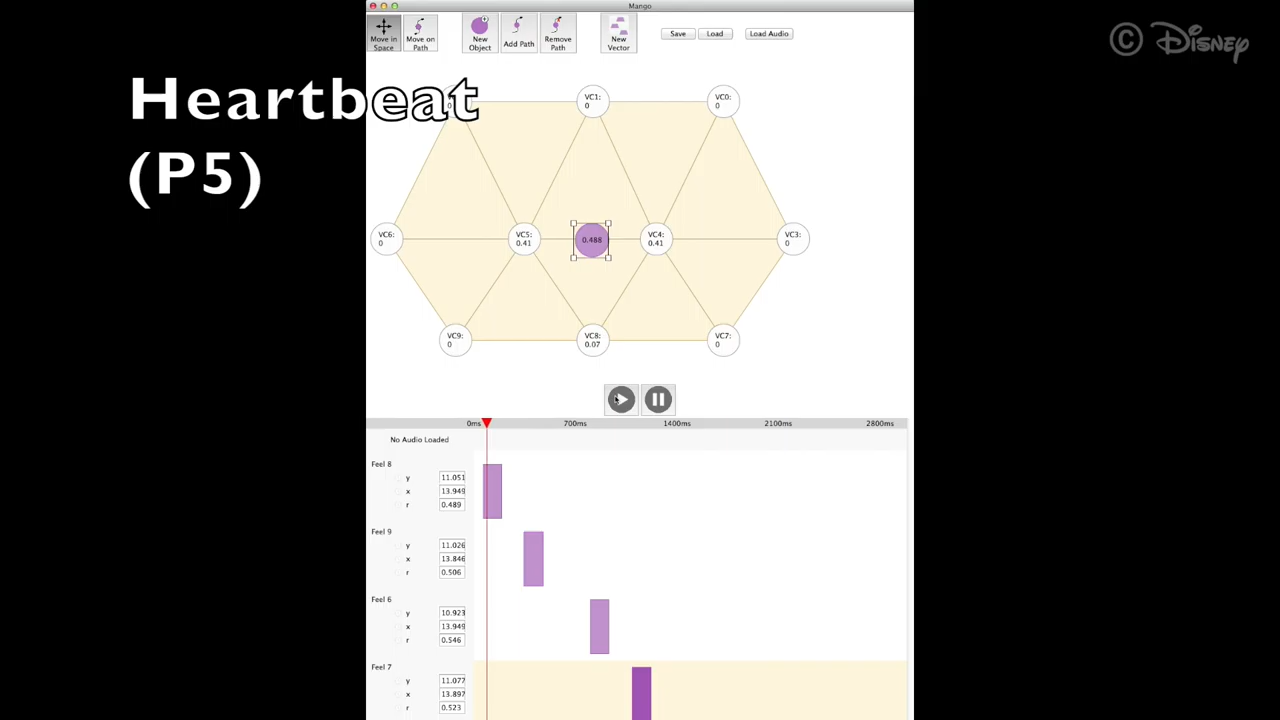 Mango
Move in Space
Move on Path
New Object
Add Path
Remove Path
New Vector
Save
Load
Load Audio
© Disney
Heartbeat
(P5)
0
VC1:
0
VC0:
0
VC6:
0
VC5:
0.41
0.488
VC4:
0.41
VC3:
0
VC9:
0
VC8:
0.07
VC7:
0
0ms 700ms 1400ms 2100ms 2800ms
No Audio Loaded
Feel 8
y 11.051
x 13.949
r 0.489
Feel 9
y 11.026
x 13.846
r 0.506
Feel 6
y 10.923
x 13.949
r 0.546
Feel 7
y 11.077
x 13.897
r 0.523